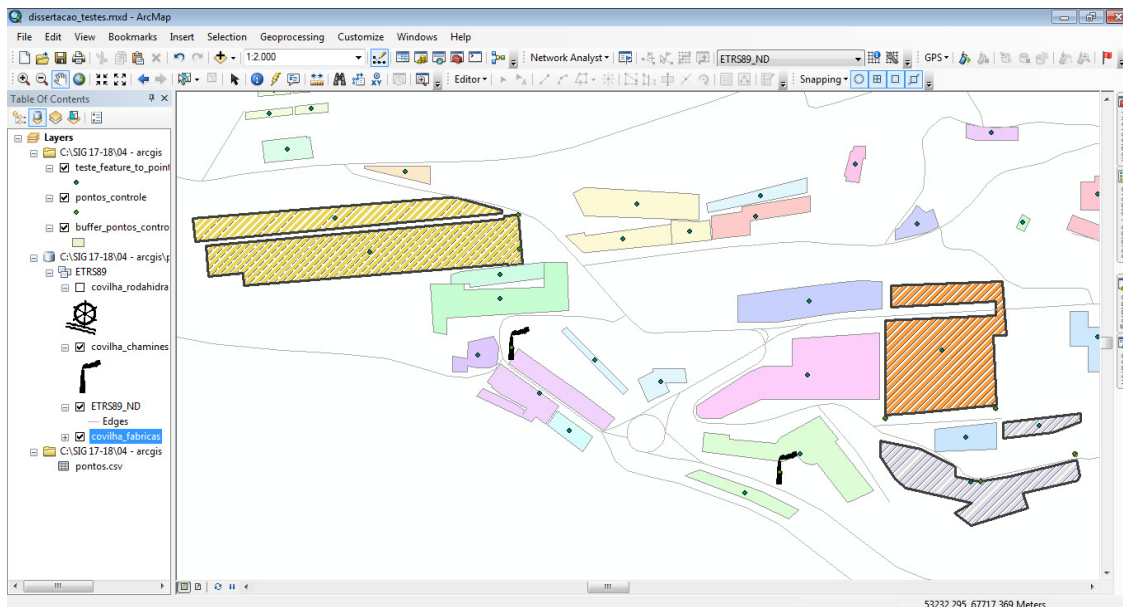 dissertacao_testes.mxd - ArcMap
File Edit View Bookmarks Insert Selection Geoprocessing Customize Windows Help
1:2.000 Network Analyst ETRS89_ND GPS
Editor Snapping
Table Of Contents
Layers
C:\SIG 17-18\04 - arcgis
teste_feature_to_point
pontos_controle
buffer_pontos_contro
C:\SIG 17-18\04 - arcgis\p
ETRS89
covilha_rodahidra
covilha_chamines
ETRS89_ND
Edges
covilha_fabricas
C:\SIG 17-18\04 - arcgis
pontos.csv
53232,295 67717,369 Meters